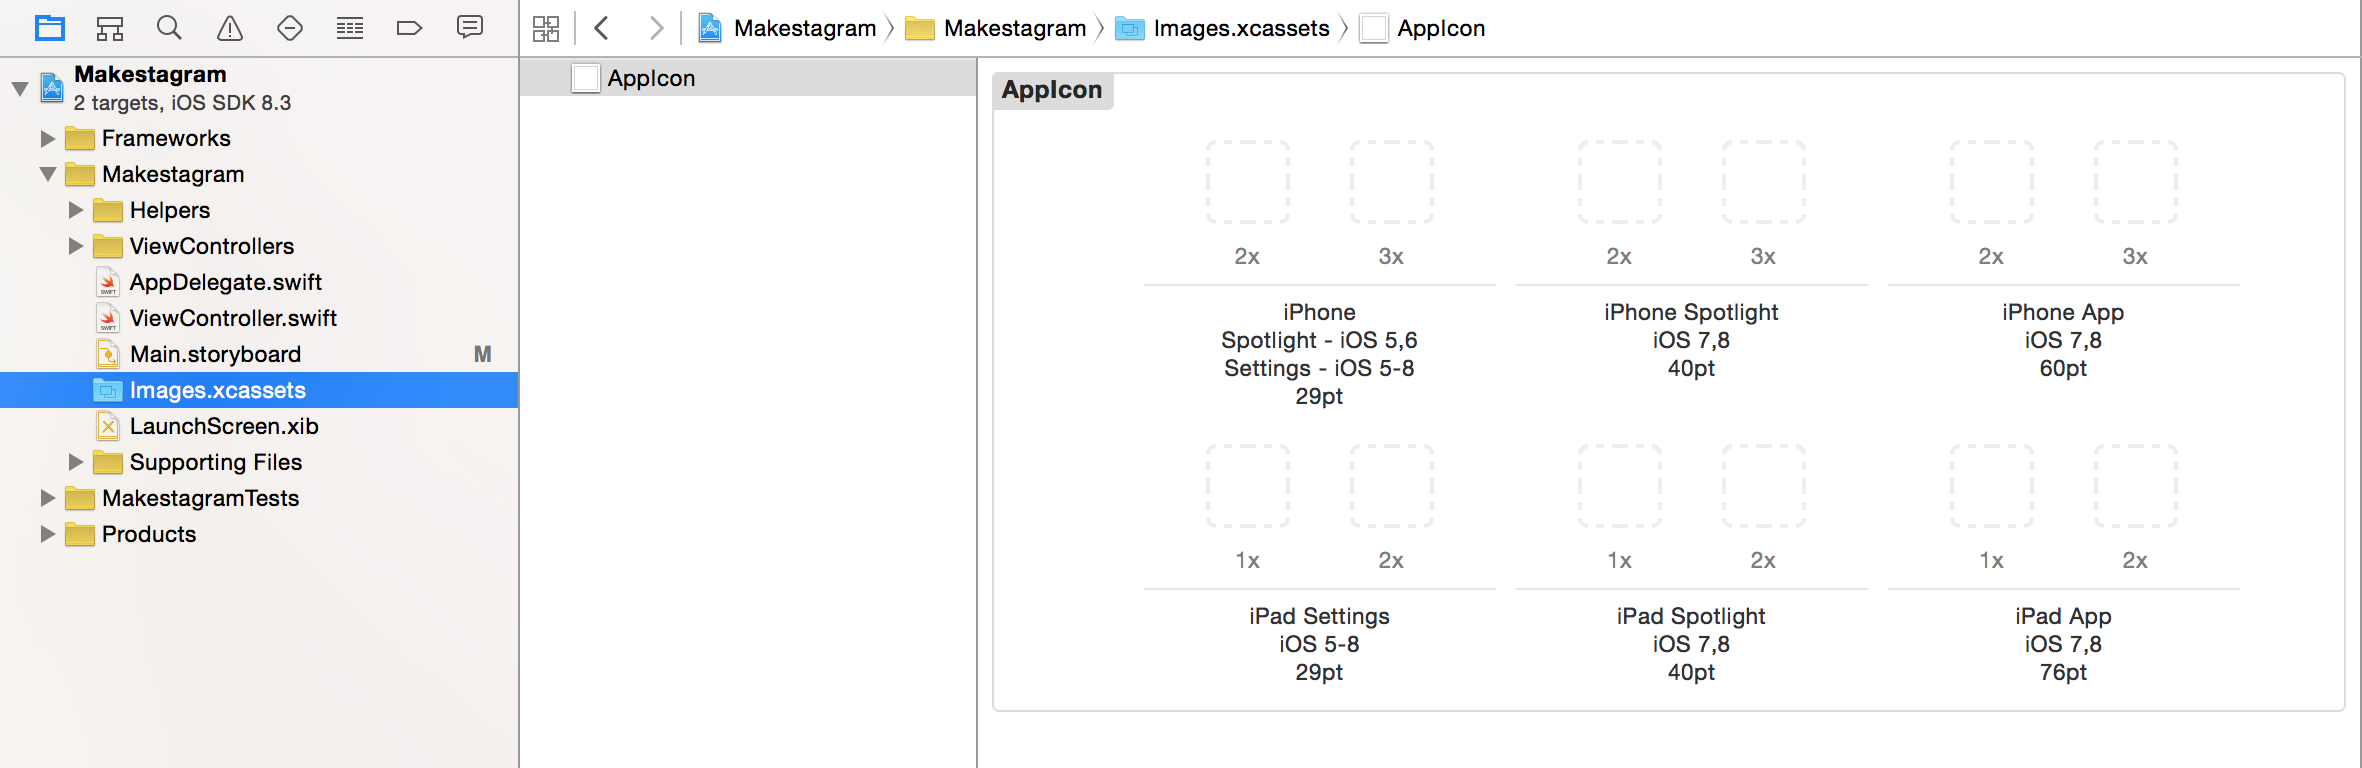 Makestagram
Makestagram
Images.xcassets
AppIcon
Makestagram
2 targets, iOS SDK 8.3
Frameworks
Makestagram
Helpers
ViewControllers
SWIFT
AppDelegate.swift
SWIFT
ViewController.swift
Main.storyboard
M
Images.xcassets
LaunchScreen.xib
Supporting Files
MakestagramTests
Products
AppIcon
AppIcon
2x
3x
iPhone
Spotlight - iOS 5,6
Settings - iOS 5-8
29pt
2x
3x
iPhone Spotlight
iOS 7,8
40pt
2x
3x
iPhone App
iOS 7,8
60pt
1x
2x
iPad Settings
iOS 5-8
29pt
1x
2x
iPad Spotlight
iOS 7,8
40pt
1x
2x
iPad App
iOS 7,8
76pt